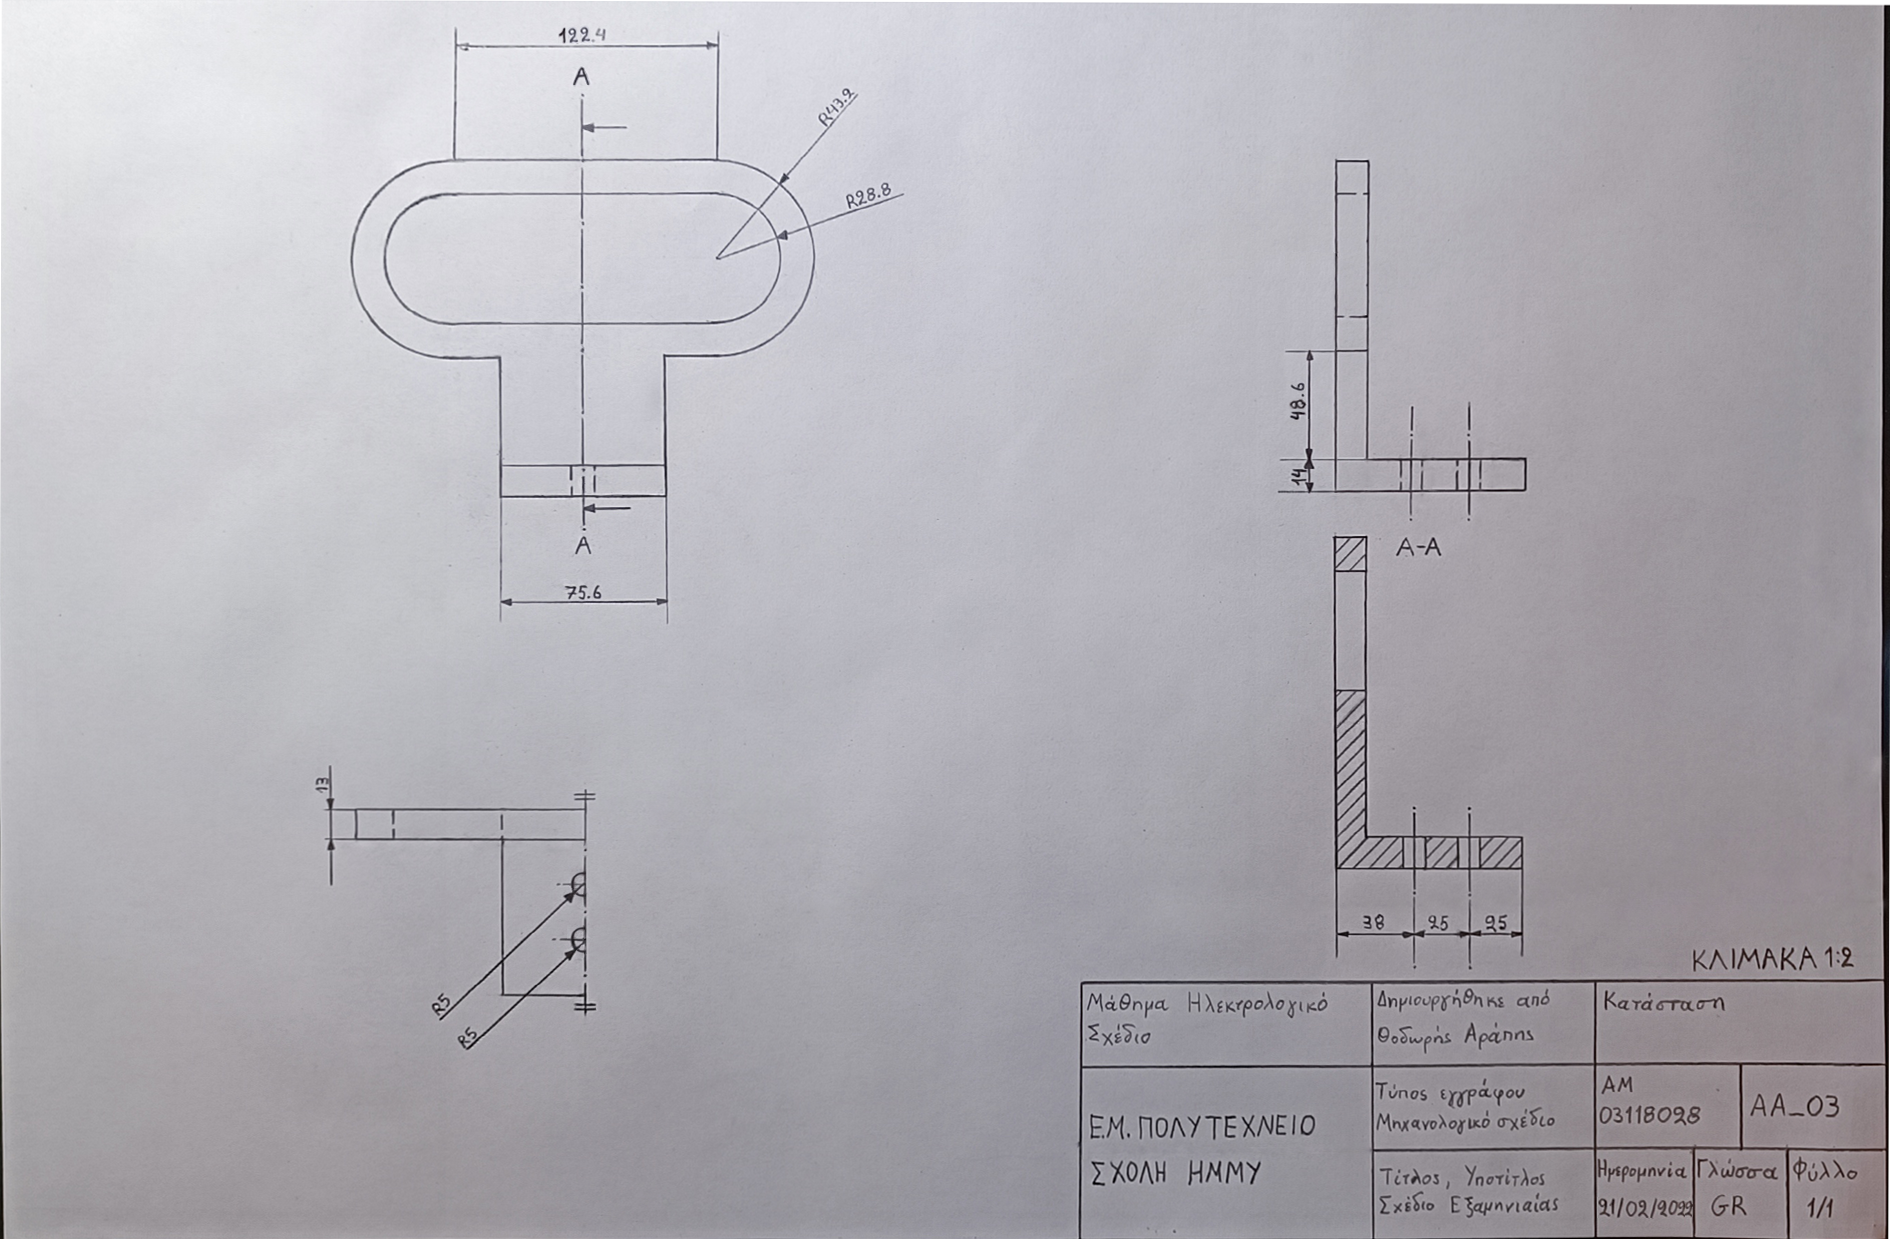 122.4
A
R43.2
R28.8
48.6
14
A
A-A
75.6
13
38
25
25
R5
R5
ΚΛΙΜΑΚΑ 1:2
Μάθημα Ηλεκτρολογικό
Σχέδιο
Δημιουργήθηκε από
Θοδωρής Αράπης
Κατάσταση
Ε.Μ. ΠΟΛΥΤΕΧΝΕΙΟ
ΣΧΟΛΗ ΗΜΜΥ
Τύπος εγγράφου
Μηχανολογικό σχέδιο
ΑΜ
03118028
AA_03
Τίτλος, Υποτίτλος
Σχέδιο Εξαμηνιαίας
Ημερομηνία
21/02/2022
Γλώσσα
GR
Φύλλο
1/1